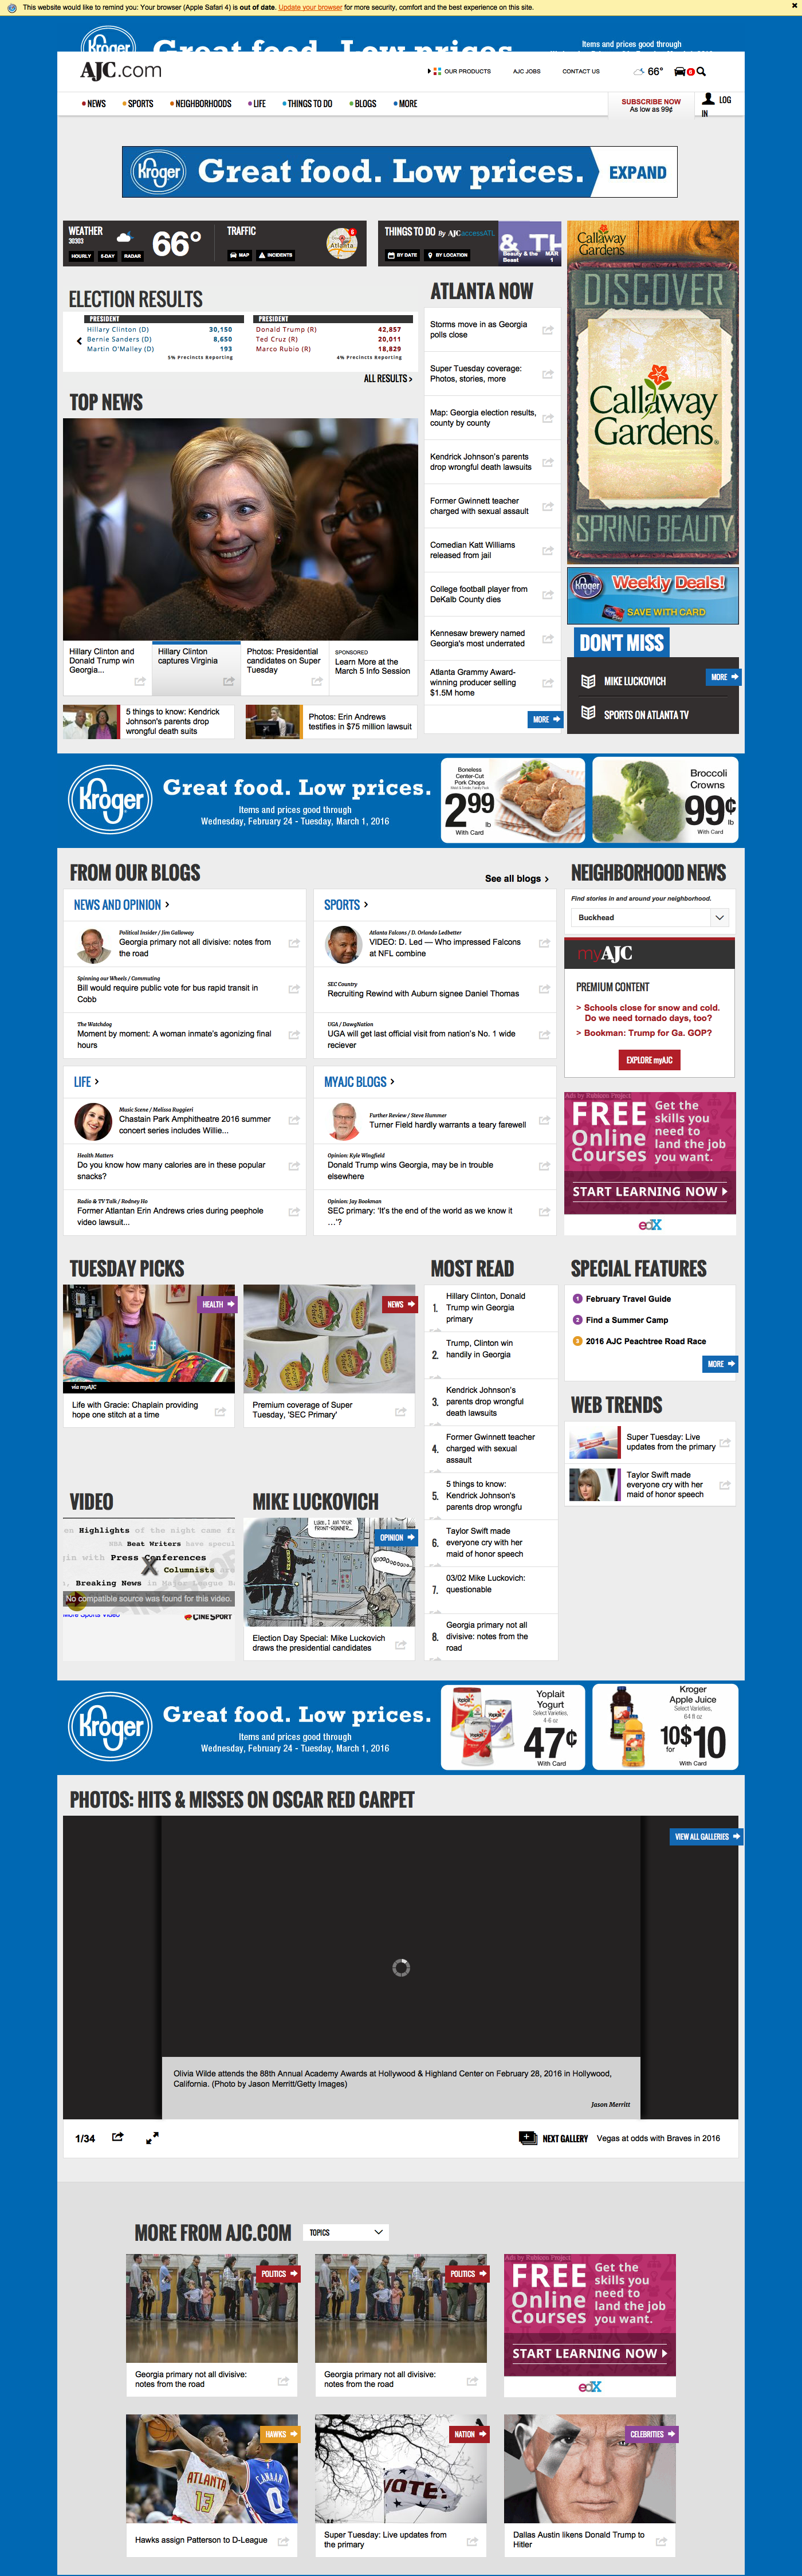 This website would like to remind you: Your browser (Apple Safari 4) is out of date. Update your browser for more security, comfort and the best experience on this site.
Kroger Great food. Low prices.
Items and prices good through
AJC.com
OUR PRODUCTS AJC JOBS CONTACT US 66°
NEWS SPORTS NEIGHBORHOODS LIFE THINGS TO DO BLOGS MORE
SUBSCRIBE NOW
As low as 99¢
LOG IN
Kroger Great food. Low prices. EXPAND
WEATHER
30303
66°
HOURLY 5-DAY RADAR
TRAFFIC
MAP INCIDENTS
Atlanta
6
THINGS TO DO By AJC accessATL
BY DATE BY LOCATION
& TH
Beauty & the Beast
MAR 1
Callaway Gardens
DISCOVER
Callaway Gardens
SPRING BEAUTY
ELECTION RESULTS
PRESIDENT
Hillary Clinton (D) 30,150
Bernie Sanders (D) 8,650
Martin O'Malley (D) 193
5% Precincts Reporting
PRESIDENT
Donald Trump (R) 42,857
Ted Cruz (R) 20,011
Marco Rubio (R) 18,829
4% Precincts Reporting
ALL RESULTS
TOP NEWS
Hillary Clinton and Donald Trump win Georgia...
Hillary Clinton captures Virginia
Photos: Presidential candidates on Super Tuesday
SPONSORED
Learn More at the March 5 Info Session
5 things to know: Kendrick Johnson's parents drop wrongful death suits
Photos: Erin Andrews testifies in $75 million lawsuit
ATLANTA NOW
Storms move in as Georgia polls close
Super Tuesday coverage: Photos, stories, more
Map: Georgia election results, county by county
Kendrick Johnson's parents drop wrongful death lawsuits
Former Gwinnett teacher charged with sexual assault
Comedian Katt Williams released from jail
College football player from DeKalb County dies
Kennesaw brewery named Georgia's most underrated
Atlanta Grammy Award-winning producer selling $1.5M home
MORE
Kroger Weekly Deals!
SAVE WITH CARD
DON'T MISS
MORE
MIKE LUCKOVICH
SPORTS ON ATLANTA TV
Kroger Great food. Low prices.
Items and prices good through
Wednesday, February 24 - Tuesday, March 1, 2016
Boneless Center-Cut Pork Chops
2.99 lb
With Card
Broccoli Crowns
99¢ lb
With Card
FROM OUR BLOGS
See all blogs
NEWS AND OPINION
Political Insider / Jim Galloway
Georgia primary not all divisive: notes from the road
Spinning our Wheels / Commuting
Bill would require public vote for bus rapid transit in Cobb
The Watchdog
Moment by moment: A woman inmate's agonizing final hours
SPORTS
Atlanta Falcons / D. Orlando Ledbetter
VIDEO: D. Led — Who impressed Falcons at NFL combine
SEC Country
Recruiting Rewind with Auburn signee Daniel Thomas
UGA / DawgNation
UGA will get last official visit from nation's No. 1 wide reciever
LIFE
Music Scene / Melissa Ruggieri
Chastain Park Amphitheatre 2016 summer concert series includes Willie...
Health Matters
Do you know how many calories are in these popular snacks?
Radio & TV Talk / Rodney Ho
Former Atlantan Erin Andrews cries during peephole video lawsuit...
MYAJC BLOGS
Further Review / Steve Hummer
Turner Field hardly warrants a teary farewell
Opinion: Kyle Wingfield
Donald Trump wins Georgia, may be in trouble elsewhere
Opinion: Jay Bookman
SEC primary: 'It's the end of the world as we know it …'?
NEIGHBORHOOD NEWS
Find stories in and around your neighborhood.
Buckhead
myAJC
PREMIUM CONTENT
> Schools close for snow and cold. Do we need tornado days, too?
> Bookman: Trump for Ga. GOP?
EXPLORE myAJC
Ads by Rubicon Project
FREE Online Courses
Get the skills you need to land the job you want.
START LEARNING NOW
edX
TUESDAY PICKS
HEALTH
via myAJC
Life with Gracie: Chaplain providing hope one stitch at a time
NEWS
Premium coverage of Super Tuesday, 'SEC Primary'
MOST READ
1. Hillary Clinton, Donald Trump win Georgia primary
2. Trump, Clinton win handily in Georgia
3. Kendrick Johnson's parents drop wrongful death lawsuits
4. Former Gwinnett teacher charged with sexual assault
5. 5 things to know: Kendrick Johnson's parents drop wrongfu
6. Taylor Swift made everyone cry with her maid of honor speech
7. 03/02 Mike Luckovich: questionable
8. Georgia primary not all divisive: notes from the road
SPECIAL FEATURES
1 February Travel Guide
2 Find a Summer Camp
3 2016 AJC Peachtree Road Race
MORE
WEB TRENDS
Super Tuesday: Live updates from the primary
Taylor Swift made everyone cry with her maid of honor speech
VIDEO
Highlights of the night come
NBA Beat Writers have
with Press Conferences
Columnists
Breaking News in
No compatible source was found for this video.
More Sports Video
CINESPORT
MIKE LUCKOVICH
LUKE, I AM YOUR FRONT-RUNNER...
OPINION
Election Day Special: Mike Luckovich draws the presidential candidates
Kroger Great food. Low prices.
Items and prices good through
Wednesday, February 24 - Tuesday, March 1, 2016
Yoplait Yogurt
Select Varieties, 4-6 oz
47¢
With Card
Kroger Apple Juice
Select Varieties, 64 fl oz
10 for $10
With Card
PHOTOS: HITS & MISSES ON OSCAR RED CARPET
VIEW ALL GALLERIES
Olivia Wilde attends the 88th Annual Academy Awards at Hollywood & Highland Center on February 28, 2016 in Hollywood, California. (Photo by Jason Merritt/Getty Images)
Jason Merritt
1/34
NEXT GALLERY Vegas at odds with Braves in 2016
MORE FROM AJC.COM
TOPICS
POLITICS
Georgia primary not all divisive: notes from the road
POLITICS
Georgia primary not all divisive: notes from the road
Ads by Rubicon Project
FREE Online Courses
Get the skills you need to land the job you want.
START LEARNING NOW
edX
HAWKS
ATLANTA 13
CANAAN 0
Hawks assign Patterson to D-League
NATION
VOTE!
Super Tuesday: Live updates from the primary
CELEBRITIES
Dallas Austin likens Donald Trump to Hitler